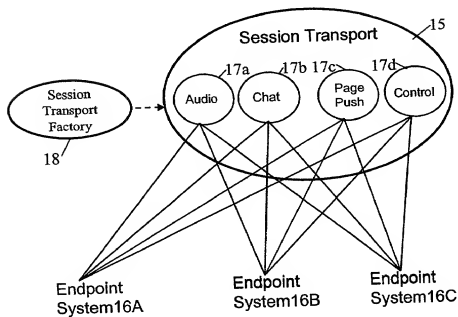 15
Session Transport
17a
17b
17c
17d
Audio
Chat
Page
Push
Control
Session
Transport
Factory
18
Endpoint
System16A
Endpoint
System16B
Endpoint
System16C